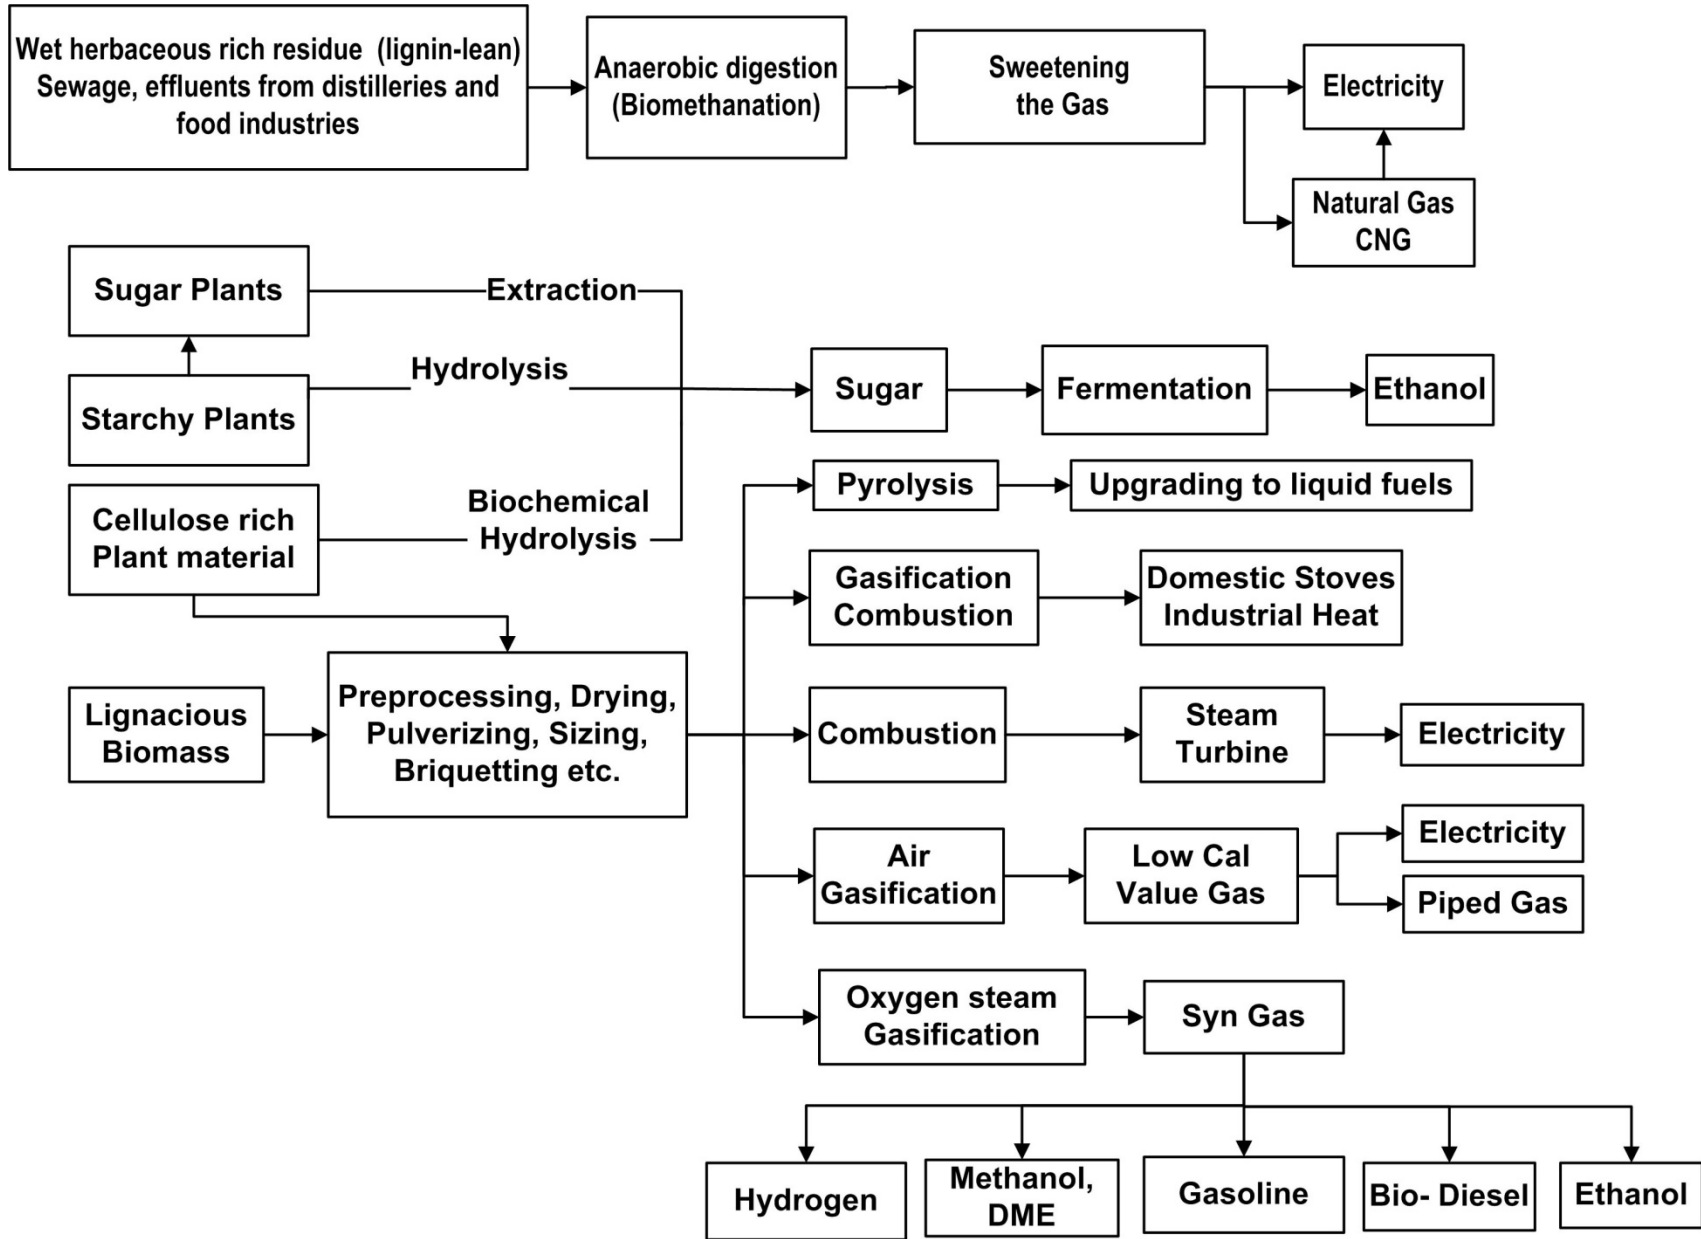 Wet herbaceous rich residue (lignin-lean)
Sewage, effluents from distilleries and
food industries
Anaerobic digestion
(Biomethanation)
Sweetening
the Gas
Electricity
Natural Gas
CNG
Sugar Plants
Extraction
Starchy Plants
Hydrolysis
Sugar
Fermentation
Ethanol
Cellulose rich
Plant material
Biochemical
Hydrolysis
Pyrolysis
Upgrading to liquid fuels
Gasification
Combustion
Domestic Stoves
Industrial Heat
Lignacious
Biomass
Preprocessing, Drying,
Pulverizing, Sizing,
Briquetting etc.
Combustion
Steam
Turbine
Electricity
Air
Gasification
Low Cal
Value Gas
Electricity
Piped Gas
Oxygen steam
Gasification
Syn Gas
Hydrogen
Methanol,
DME
Gasoline
Bio- Diesel
Ethanol